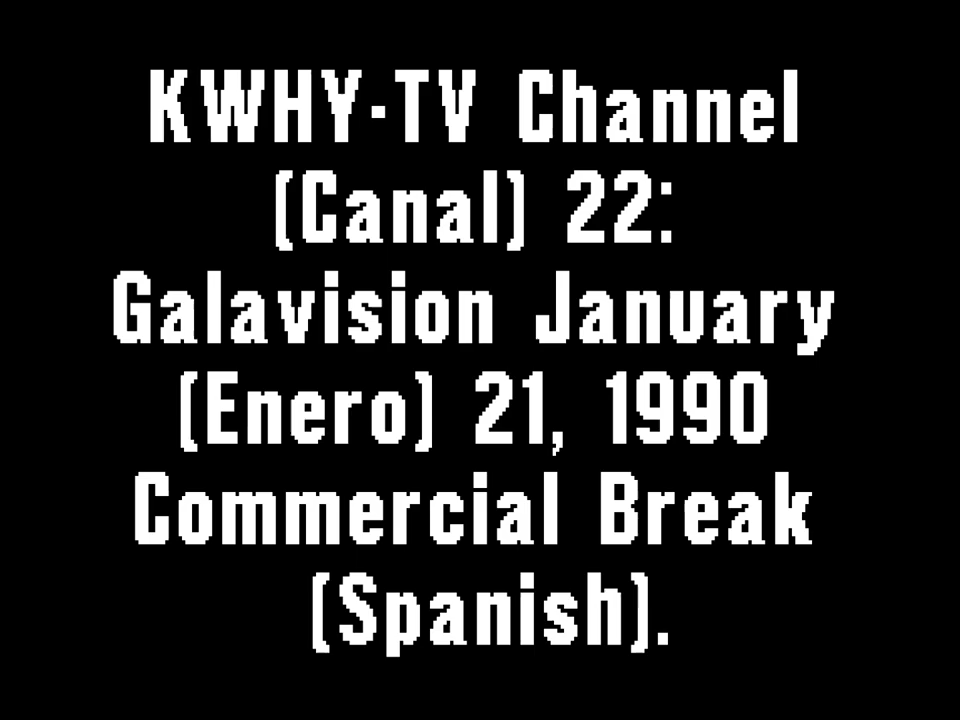 KWHY-TV Channel
(Canal) 22:
Galavision January
(Enero) 21, 1990
Commercial Break
(Spanish).